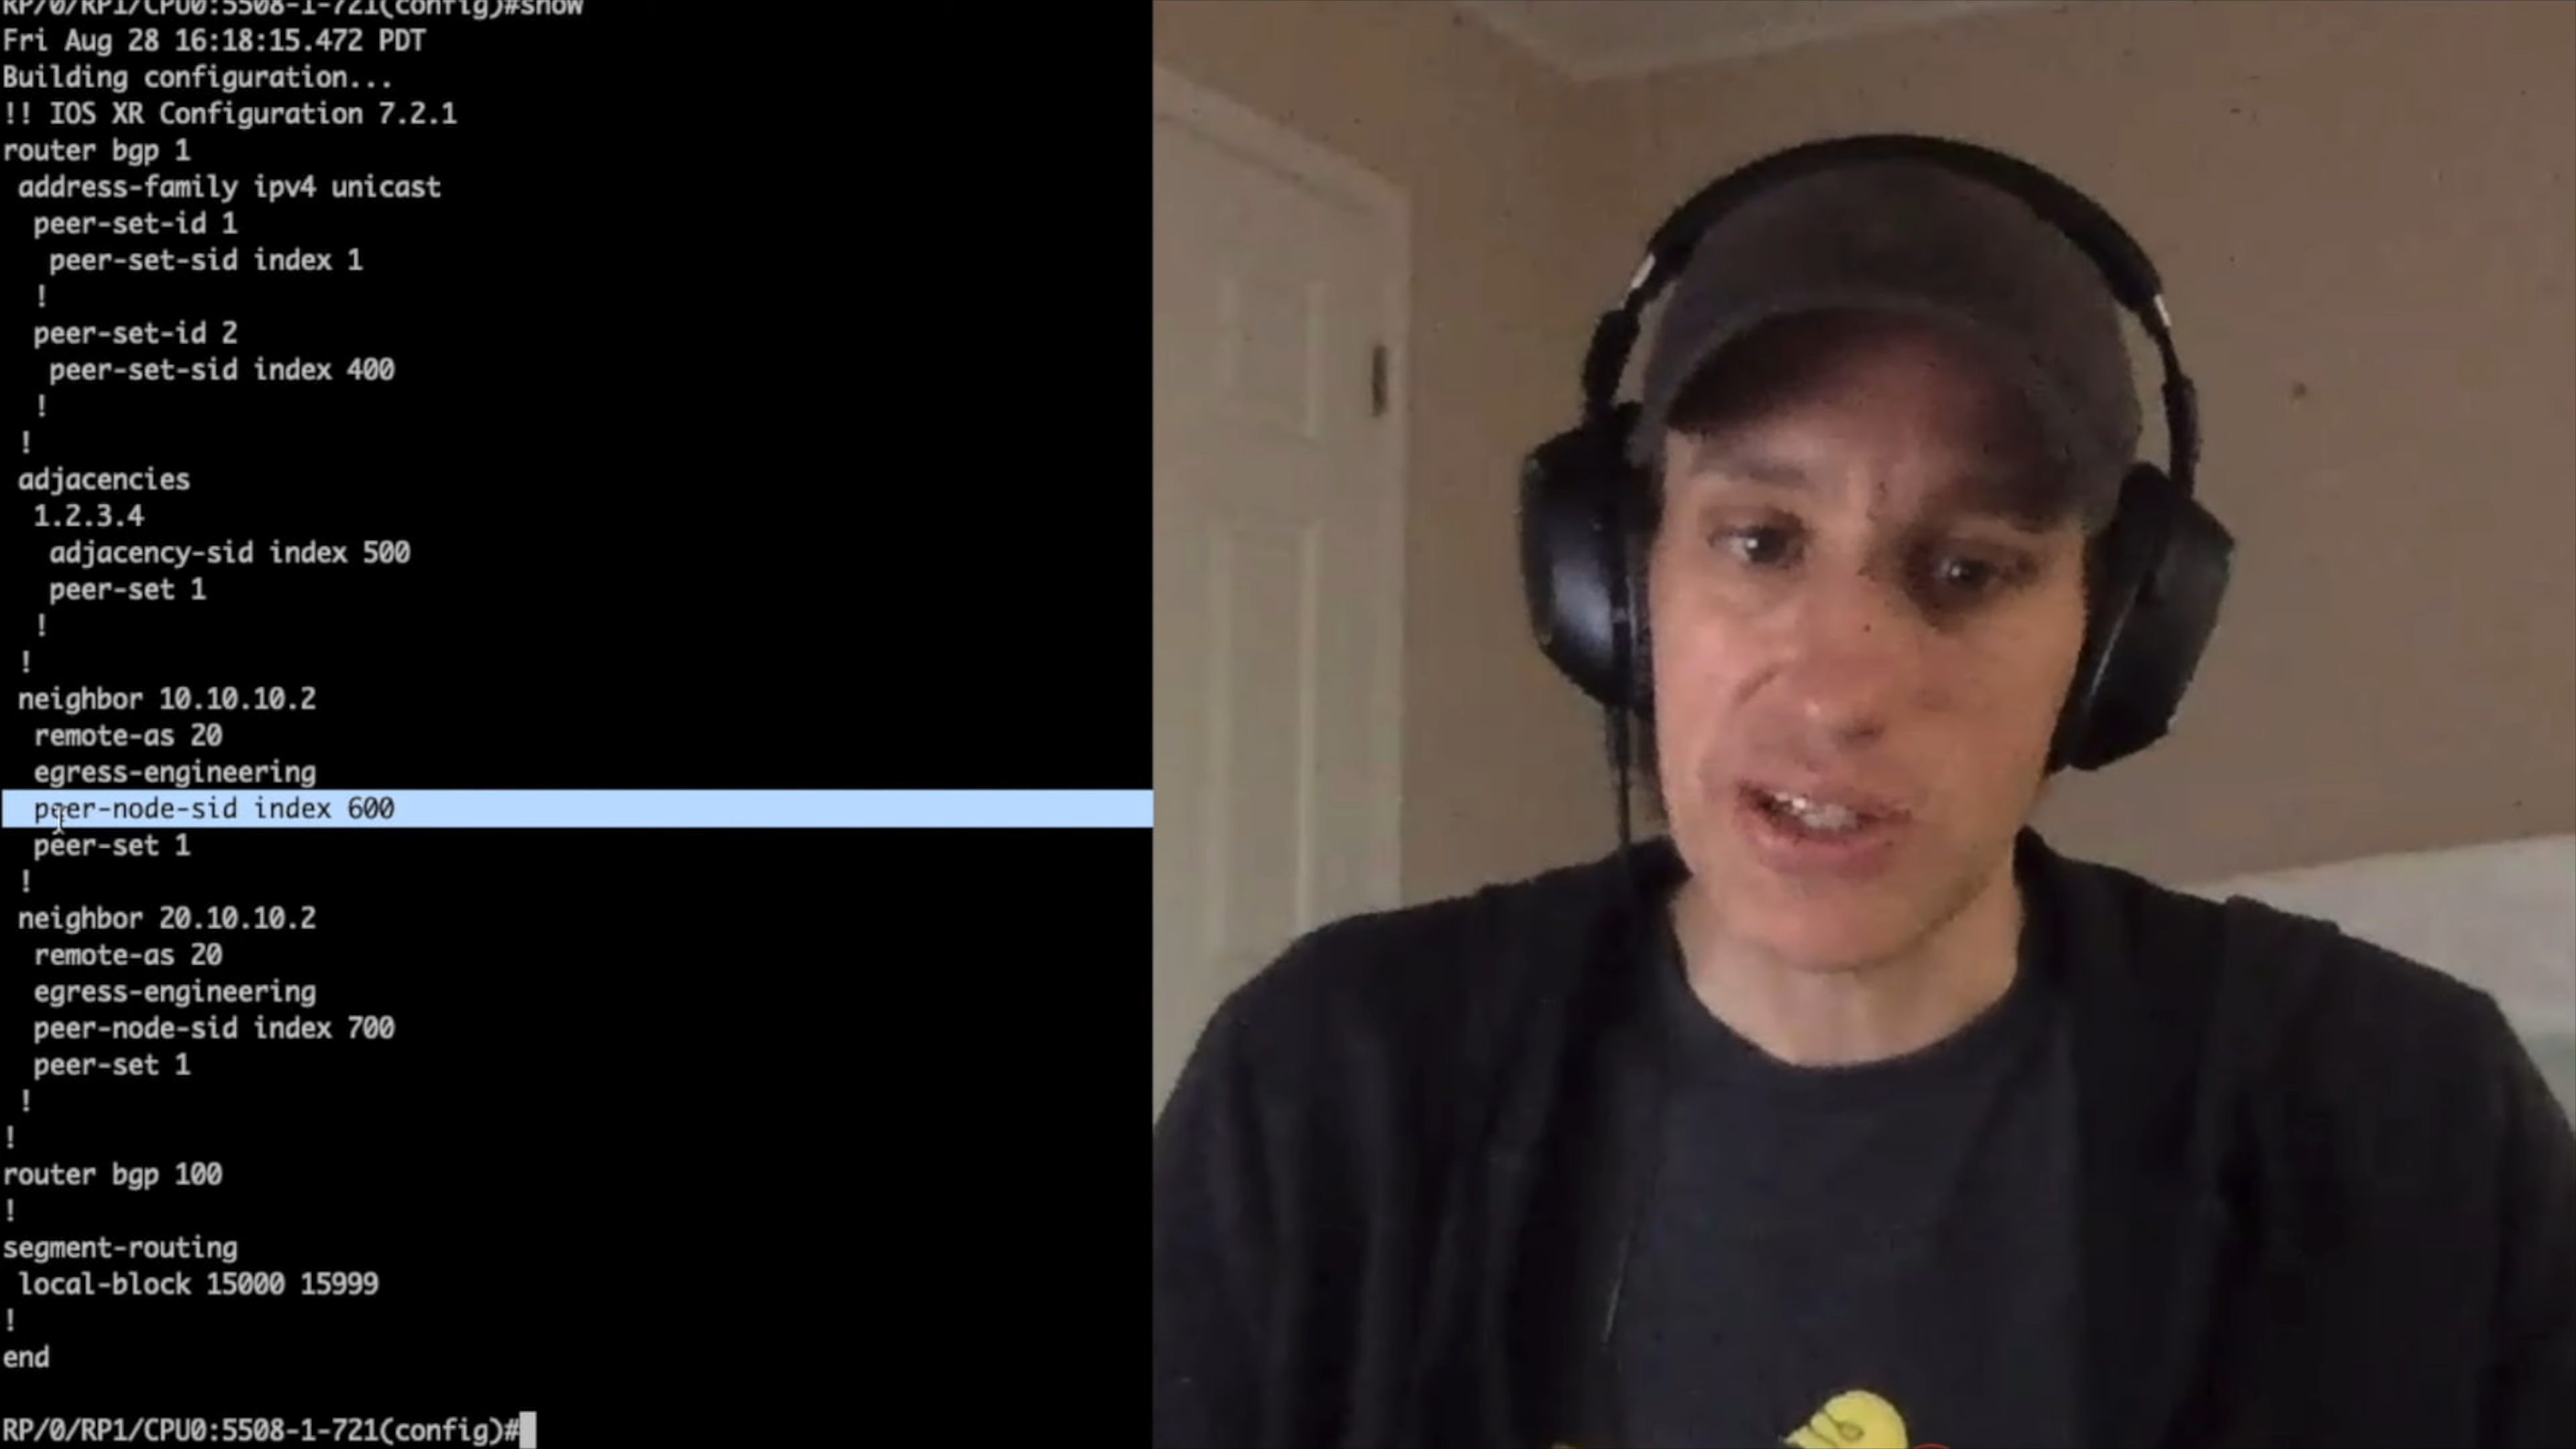 RP/0/RP1/CPU0:5508-1-721(config)#show
Fri Aug 28 16:18:15.472 PDT
Building configuration...
!! IOS XR Configuration 7.2.1
router bgp 1
address-family ipv4 unicast
peer-set-id 1
peer-set-sid index 1
!
peer-set-id 2
peer-set-sid index 400
!
!
adjacencies
1.2.3.4
adjacency-sid index 500
peer-set 1
!
!
neighbor 10.10.10.2
remote-as 20
egress-engineering
peer-node-sid index 600
peer-set 1
!
neighbor 20.10.10.2
remote-as 20
egress-engineering
peer-node-sid index 700
peer-set 1
!
!
router bgp 100
!
segment-routing
local-block 15000 15999
!
end
RP/0/RP1/CPU0:5508-1-721(config)#